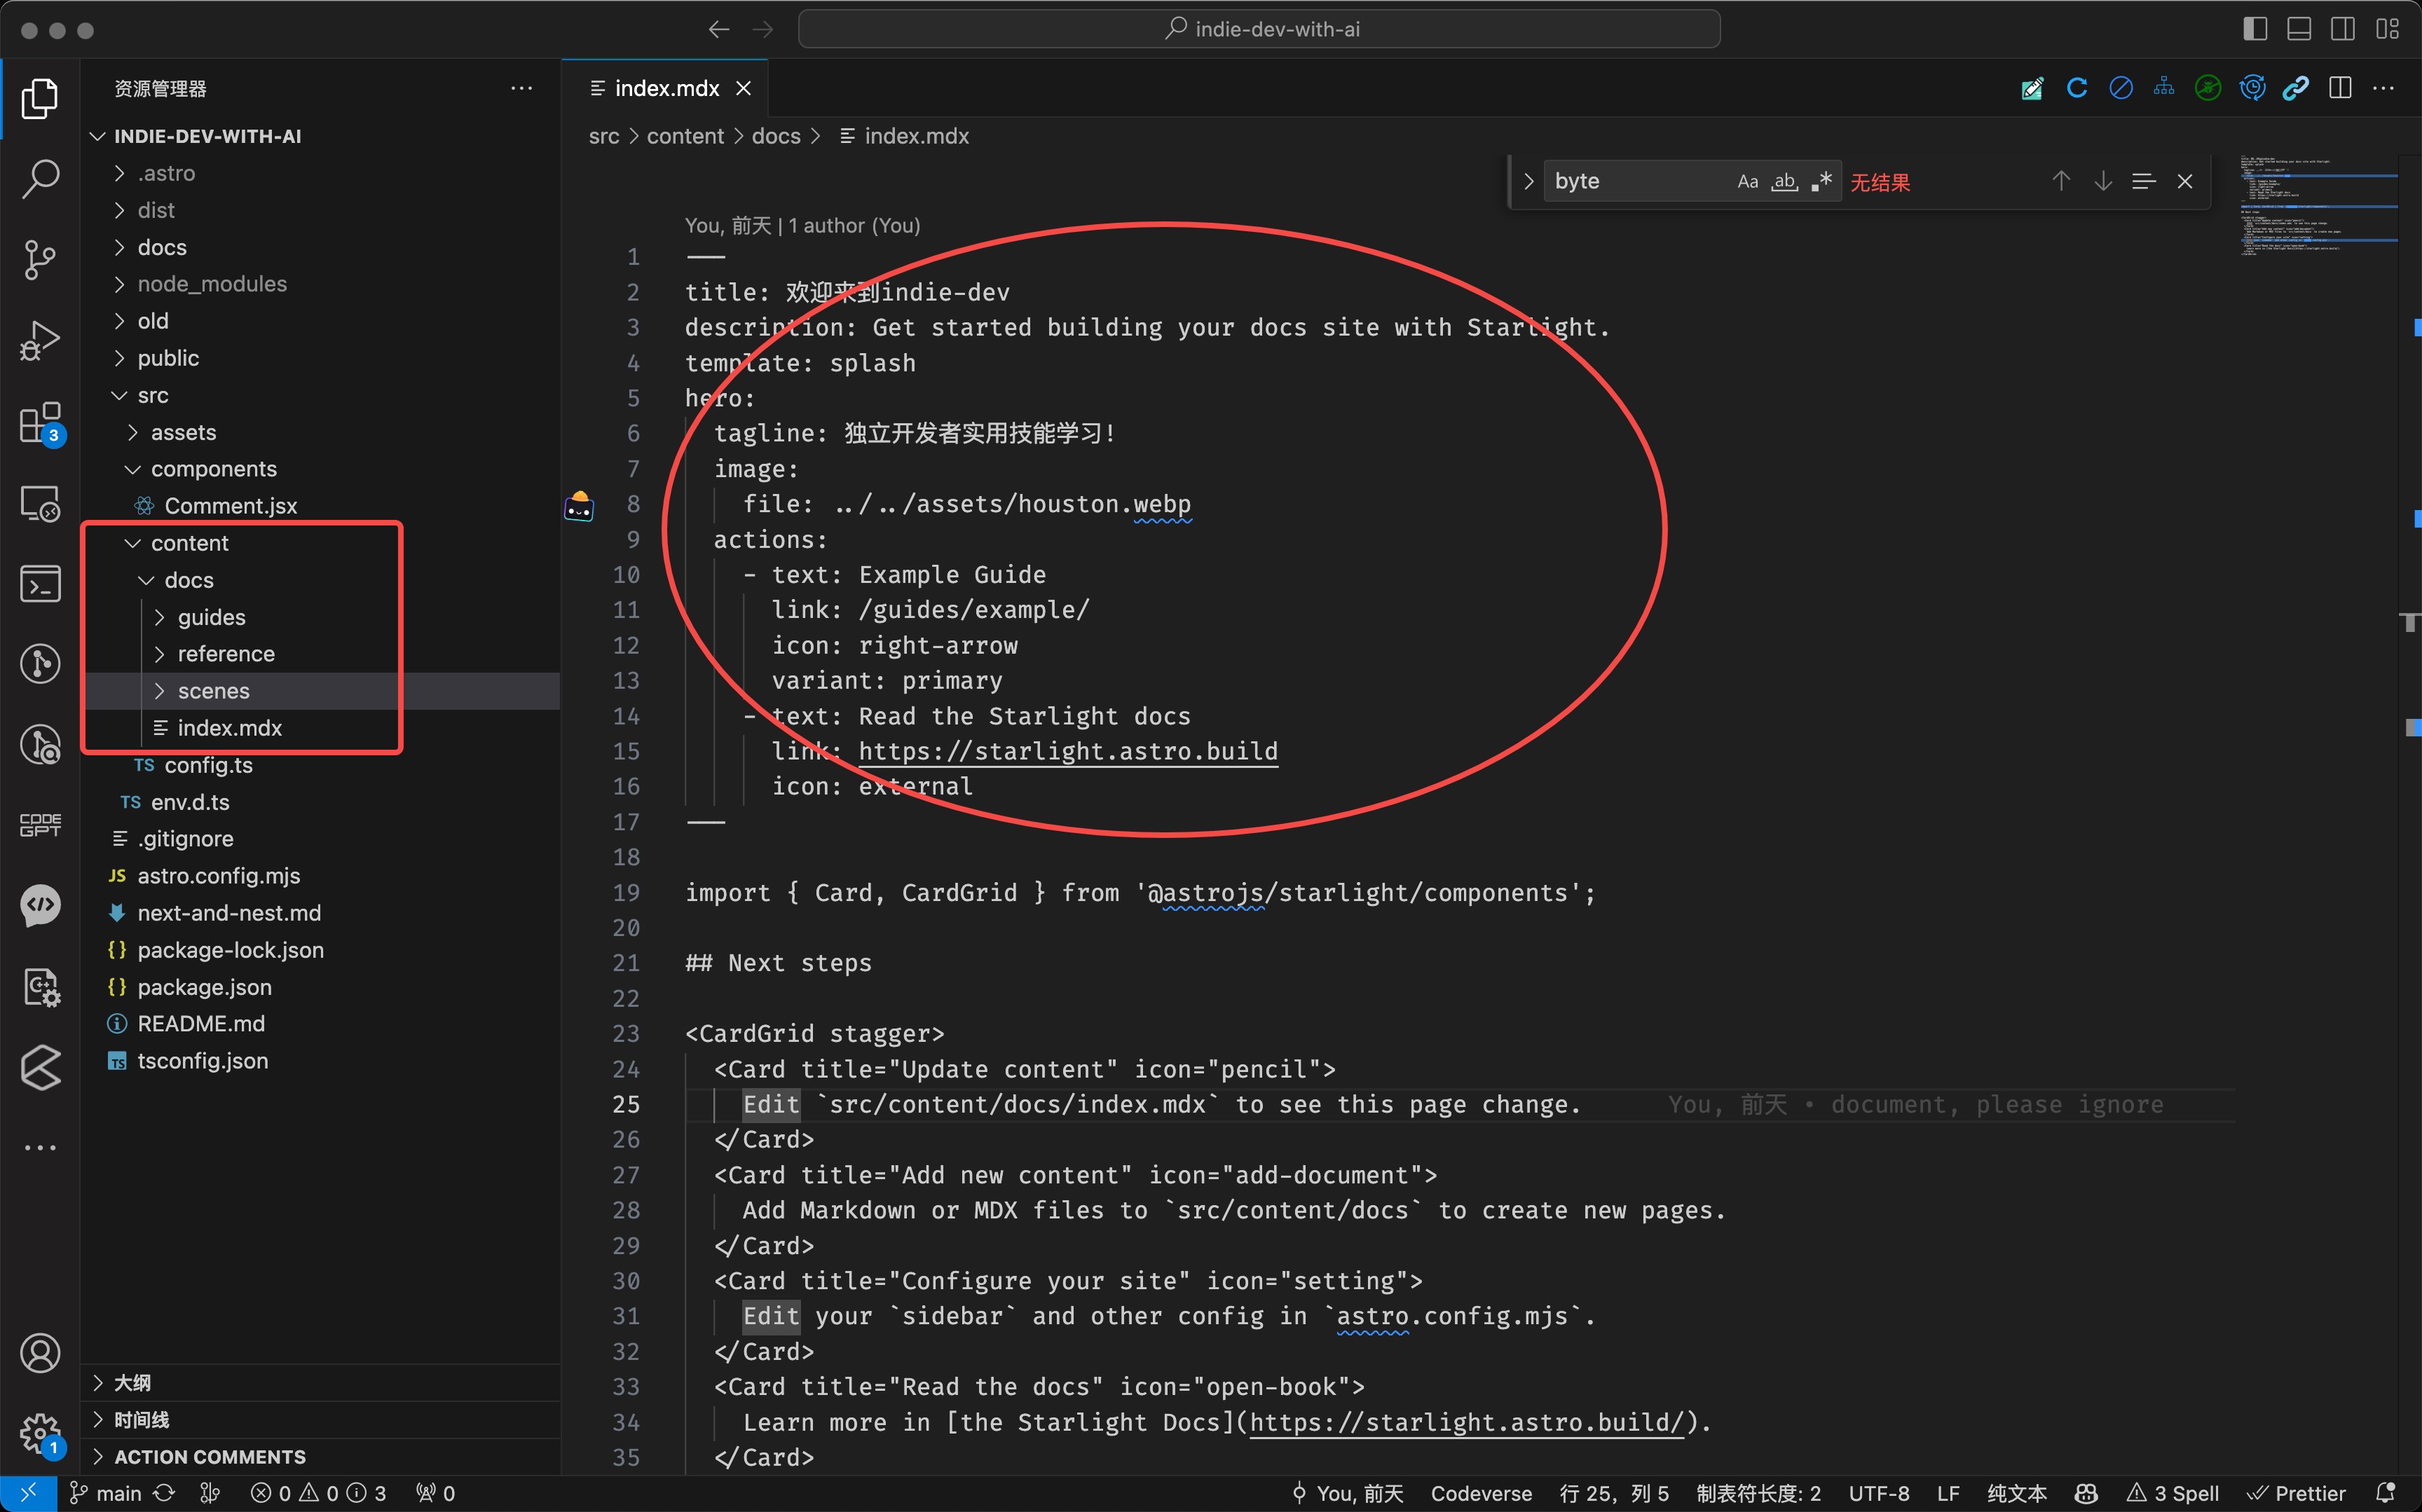 indie-dev-with-ai
资源管理器
index.mdx
INDIE-DEV-WITH-AI
.astro
dist
docs
node_modules
old
public
src
assets
components
Comment.jsx
content
docs
guides
reference
scenes
index.mdx
TS config.ts
TS env.d.ts
.gitignore
JS astro.config.mjs
next-and-nest.md
{} package-lock.json
{} package.json
README.md
TS tsconfig.json
大纲
时间线
ACTION COMMENTS
3
CODE GPT
1
src > content > docs > index.mdx
byte Aa ab .* 无结果
You, 前天 | 1 author (You)
1 ---
2 title: 欢迎来到indie-dev
3 description: Get started building your docs site with Starlight.
4 template: splash
5 hero:
6 tagline: 独立开发者实用技能学习!
7 image:
8 file: ../../assets/houston.webp
9 actions:
10 - text: Example Guide
11 link: /guides/example/
12 icon: right-arrow
13 variant: primary
14 - text: Read the Starlight docs
15 link: https://starlight.astro.build
16 icon: external
17 ---
18
19 import { Card, CardGrid } from '@astrojs/starlight/components';
20
21 ## Next steps
22
23 <CardGrid stagger>
24 <Card title="Update content" icon="pencil">
25 Edit `src/content/docs/index.mdx` to see this page change. You, 前天 • document, please ignore
26 </Card>
27 <Card title="Add new content" icon="add-document">
28 Add Markdown or MDX files to `src/content/docs` to create new pages.
29 </Card>
30 <Card title="Configure your site" icon="setting">
31 Edit your `sidebar` and other config in `astro.config.mjs`.
32 </Card>
33 <Card title="Read the docs" icon="open-book">
34 Learn more in [the Starlight Docs](https://starlight.astro.build/).
35 </Card>
main 0 0 3 0 You, 前天 Codeverse 行 25，列 5 制表符长度: 2 UTF-8 LF 纯文本 3 Spell Prettier